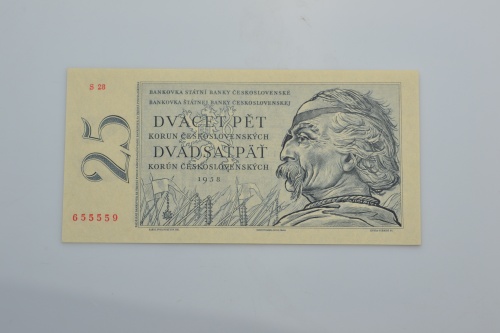 S 28
BANKOVKA STÁTNÍ BANKY ČESKOSLOVENSKÉ
BANKOVKA ŠTÁTNEJ BANKY ČESKOSLOVENSKEJ
DVACET PĚT
KORUN ČESKOSLOVENSKÝCH
DVADSAŤPÄŤ
KORÚN ČESKOSLOVENSKÝCH
1958
25
655559